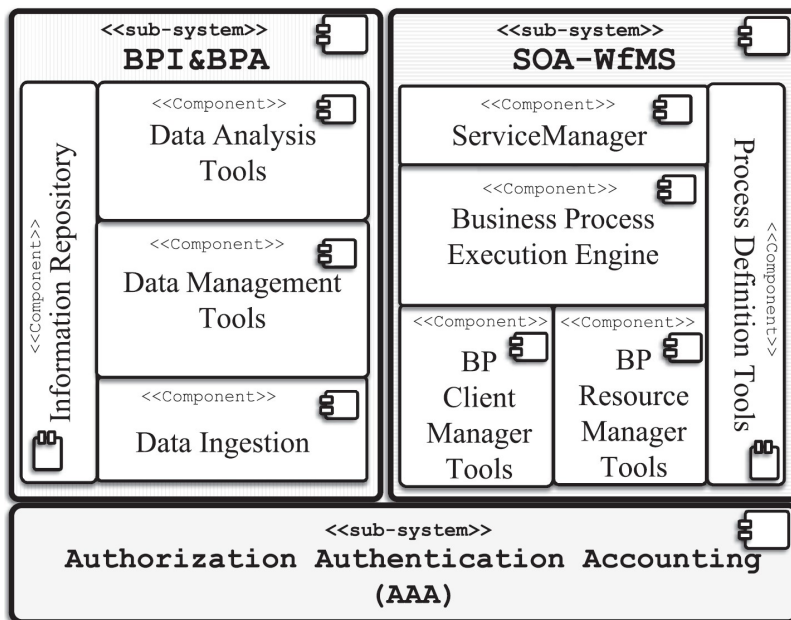 <<sub-system>>
BPI&BPA
<<Component>>
Information Repository
<<Component>>
Data Analysis
Tools
<<Component>>
Data Management
Tools
<<Component>>
Data Ingestion
<<sub-system>>
SOA-WfMS
<<Component>>
ServiceManager
<<Component>>
Business Process
Execution Engine
<<Component>>
BP
Client
Manager
Tools
<<Component>>
BP
Resource
Manager
Tools
<<Component>>
Process Definition Tools
<<sub-system>>
Authorization Authentication Accounting
(AAA)